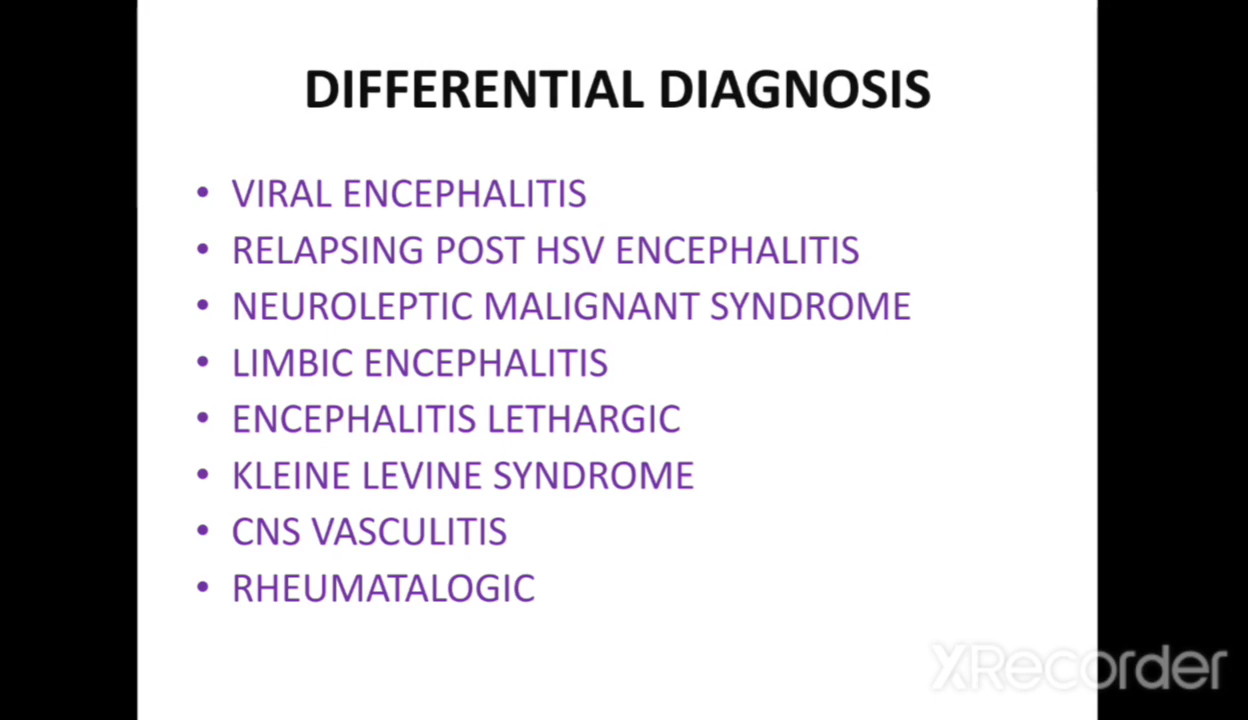 DIFFERENTIAL DIAGNOSIS
• VIRAL ENCEPHALITIS
• RELAPSING POST HSV ENCEPHALITIS
• NEUROLEPTIC MALIGNANT SYNDROME
• LIMBIC ENCEPHALITIS
• ENCEPHALITIS LETHARGIC
• KLEINE LEVINE SYNDROME
• CNS VASCULITIS
• RHEUMATALOGIC
XRecorder